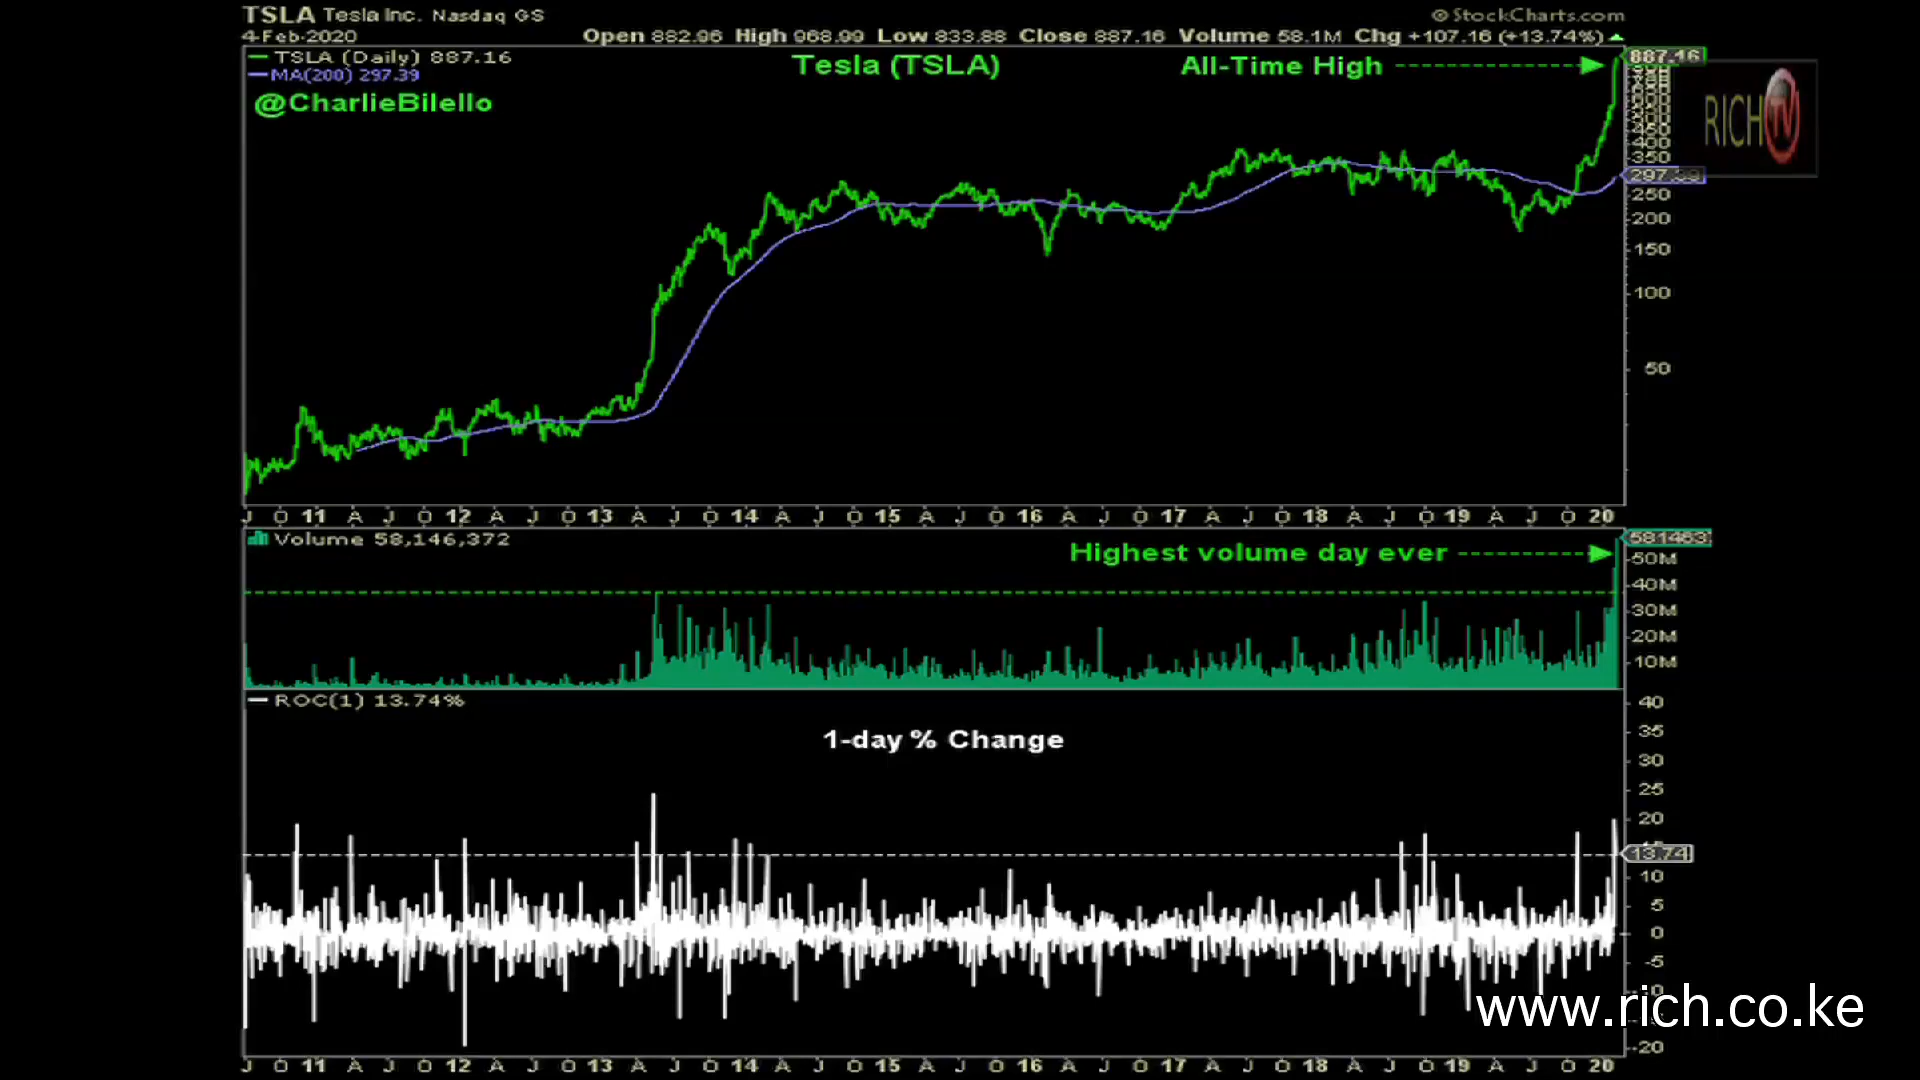 TSLA Tesla Inc. Nasdaq GS
©StockCharts.com
4-Feb-2020
Open 882.96 High 968.99 Low 833.88 Close 887.16 Volume 58.1M Chg +107.16 (+13.74%)
TSLA (Daily) 887.16
MA(200) 297.39
@CharlieBilello
Tesla (TSLA)
All-Time High
887.16
RICH TV
450
400
350
297.39
250
200
150
100
50
J O 11 A J O 12 A J O 13 A J O 14 A J O 15 A J O 16 A J O 17 A J O 18 A J O 19 A J O 20
Volume 58,146,372
Highest volume day ever
581463
50M
40M
30M
20M
10M
ROC(1) 13.74%
1-day % Change
40
35
30
25
20
13.74
10
5
0
-5
-20
www.rich.co.ke
J O 11 A J O 12 A J O 13 A J O 14 A J O 15 A J O 16 A J O 17 A J O 18 A J O 19 A J O 20